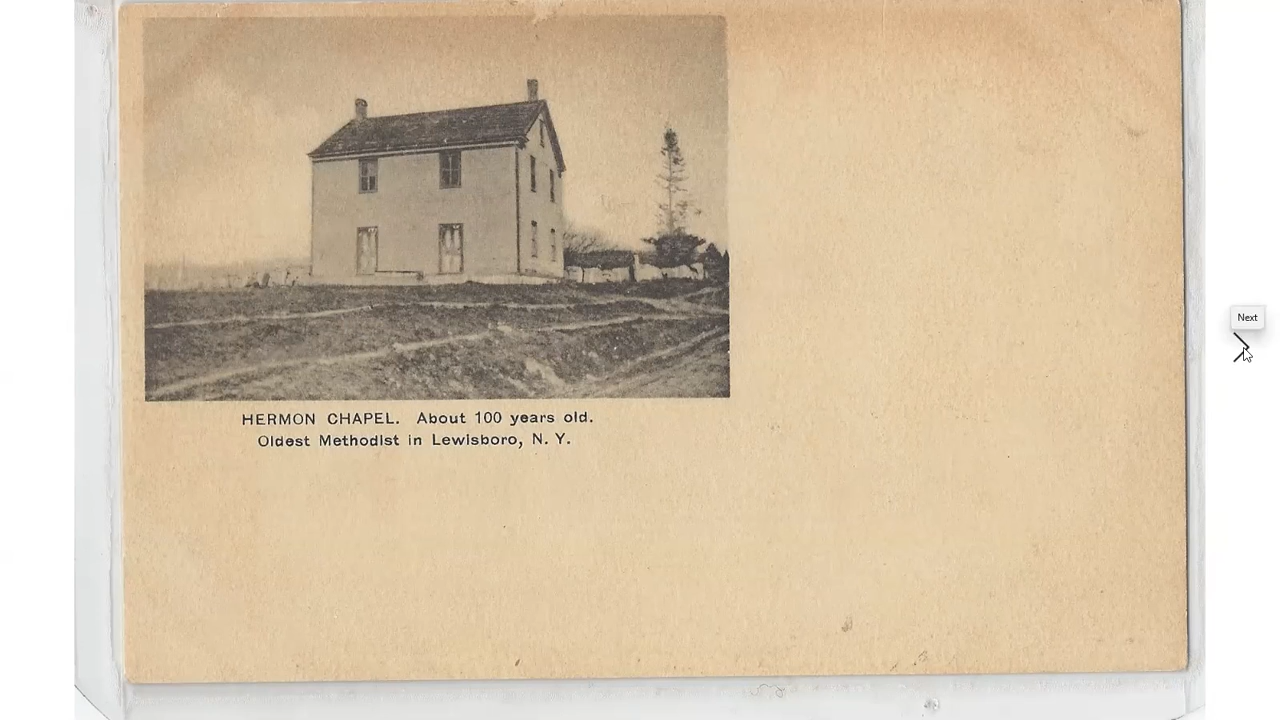 HERMON CHAPEL. About 100 years old.
Oldest Methodist in Lewisboro, N. Y.
Next